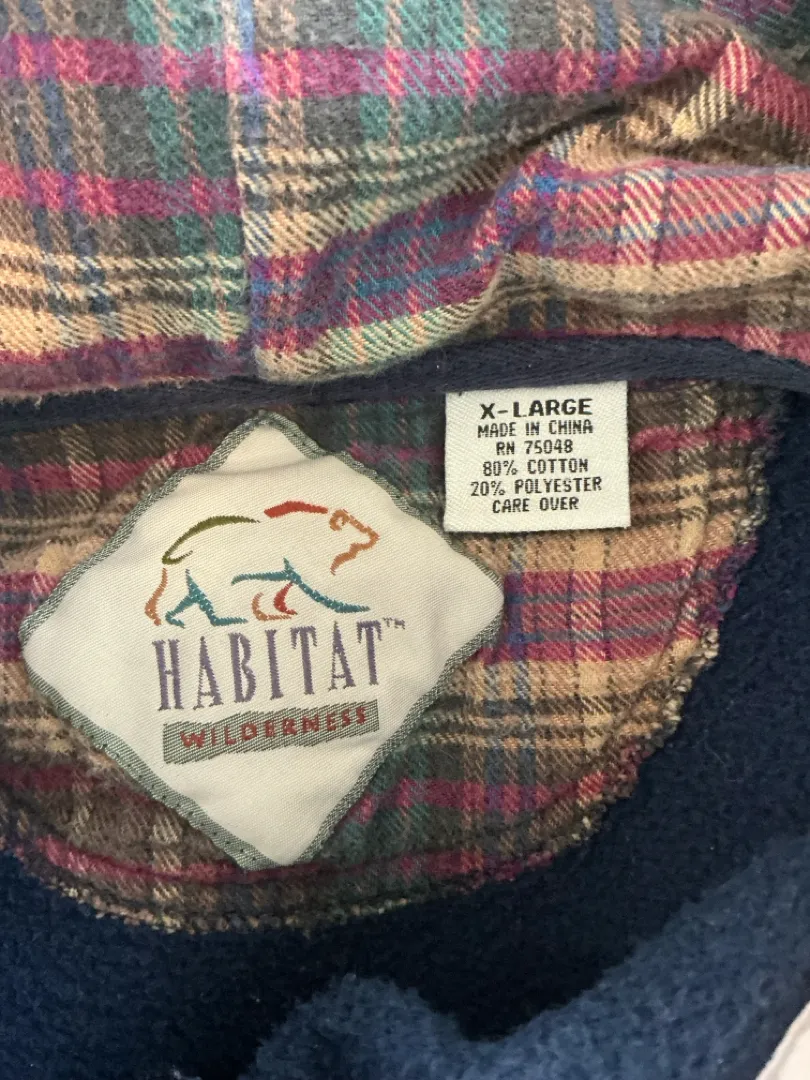 X-LARGE
MADE IN CHINA
RN 75048
80% COTTON
20% POLYESTER
CARE OVER
HABITAT™
WILDERNESS